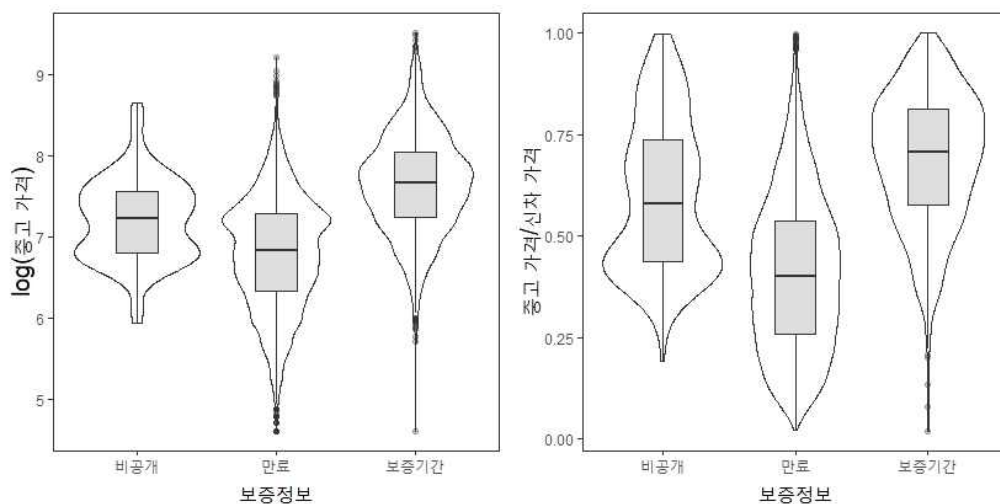 log(중고 가격)
9
8
7
6
5
비공개
만료
보증기간
보증정보
중고 가격/신차 가격
1.00
0.75
0.50
0.25
0.00
비공개
만료
보증기간
보증정보